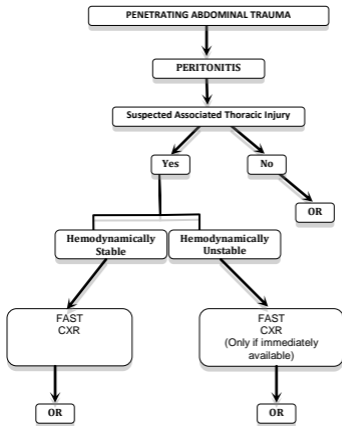 PENETRATING ABDOMINAL TRAUMA
PERITONITIS
Suspected Associated Thoracic Injury
Yes
No
OR
Hemodynamically
Stable
Hemodynamically
Unstable
FAST
CXR
FAST
CXR
(Only if immediately
available)
OR
OR